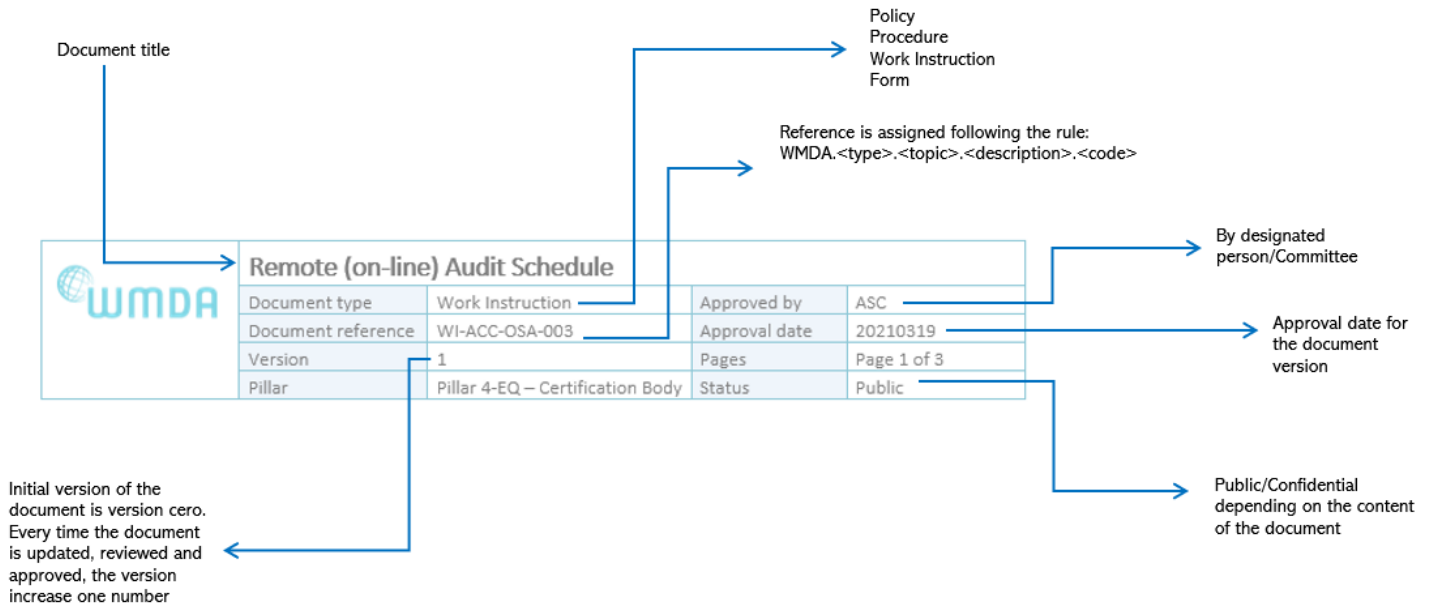 Document title
Policy
Procedure
Work Instruction
Form
Reference is assigned following the rule:
WMDA.<type>.<topic>.<description>.<code>
By designated
person/Committee
Approval date for
the document
version
WMDA
Remote (on-line) Audit Schedule
Document type Work Instruction Approved by ASC
Document reference WI-ACC-OSA-003 Approval date 20210319
Version 1 Pages Page 1 of 3
Pillar Pillar 4-EQ – Certification Body Status Public
Initial version of the
document is version cero.
Every time the document
is updated, reviewed and
approved, the version
increase one number
Public/Confidential
depending on the content
of the document